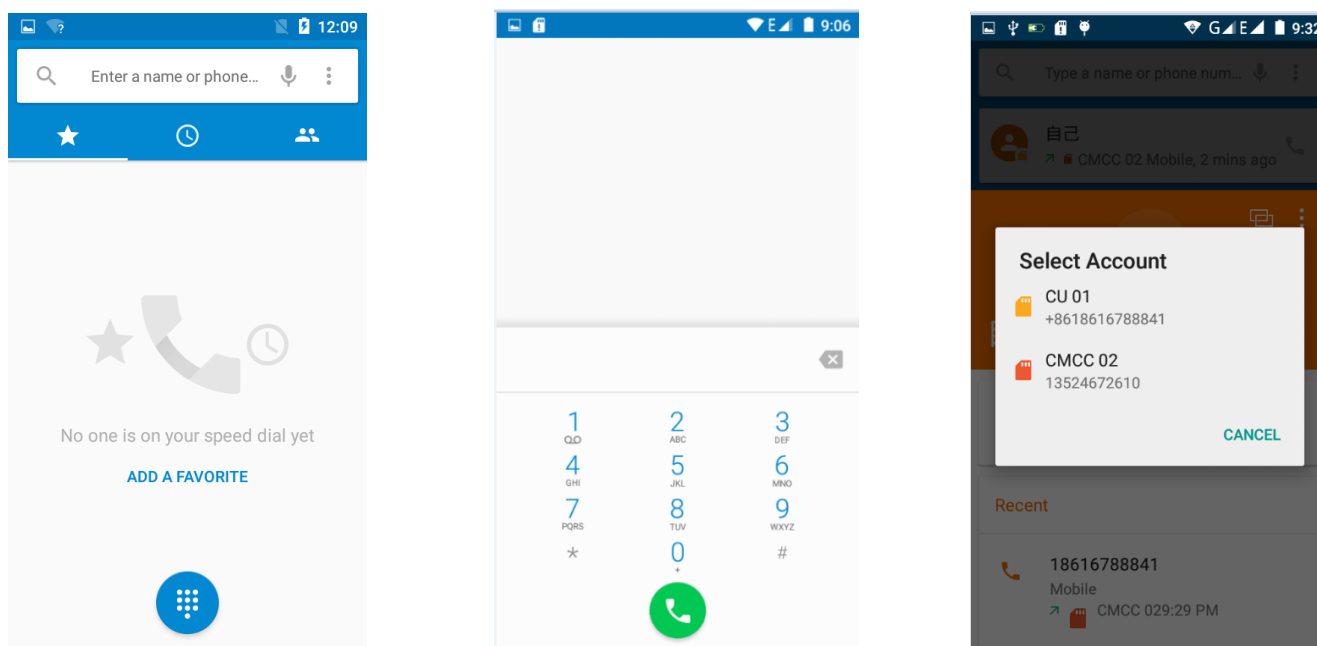 12:09
Enter a name or phone...
No one is on your speed dial yet
ADD A FAVORITE
E 9:06
1 2 3
ABC DEF
4 5 6
GHI JKL MNO
7 8 9
PQRS TUV WXYZ
* 0 #
+
G E 9:32
Type a name or phone num...
自己
CMCC 02 Mobile, 2 mins ago
Select Account
CU 01
+8618616788841
CMCC 02
13524672610
CANCEL
Recent
18616788841
Mobile
CMCC 029:29 PM